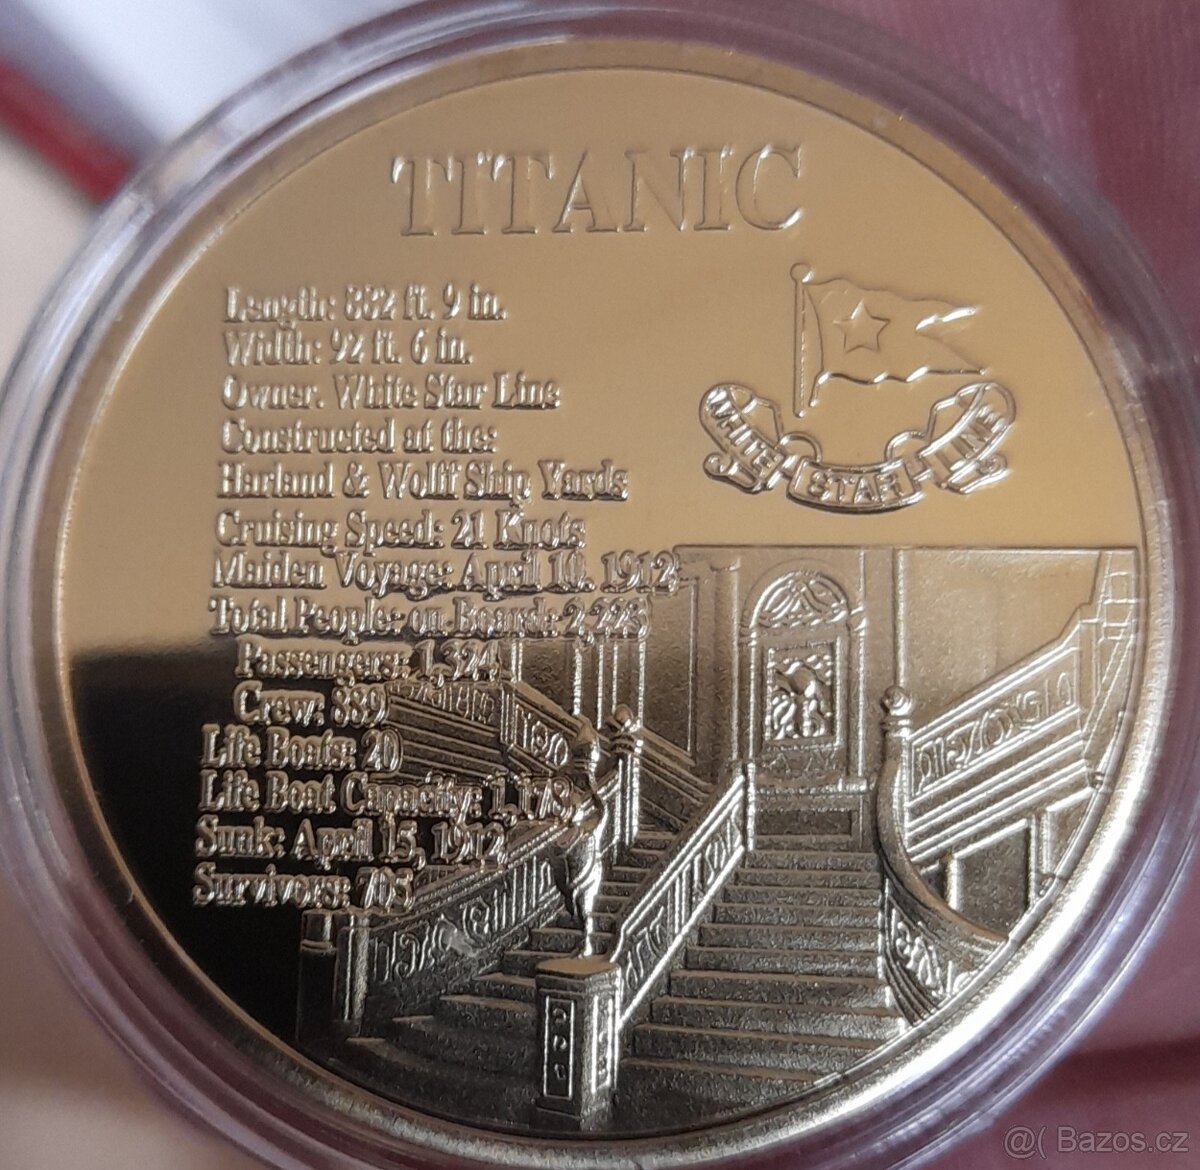 TITANIC
Length: 882 ft. 9 in.
Width: 92 ft. 6 in.
Owner. White Star Line
Constructed at the:
Harland & Wolff Ship Yards
Cruising Speed: 21 Knots
Maiden Voyage: April 10. 1912
Total People: on Board: 2,223
Passengers: 1,324
Crew: 889
Life Boats: 20
Life Boat Capacity: 1,178
Sunk: April 15, 1912
Survivors: 705
WHITE STAR LINE
@( Bazos.cz